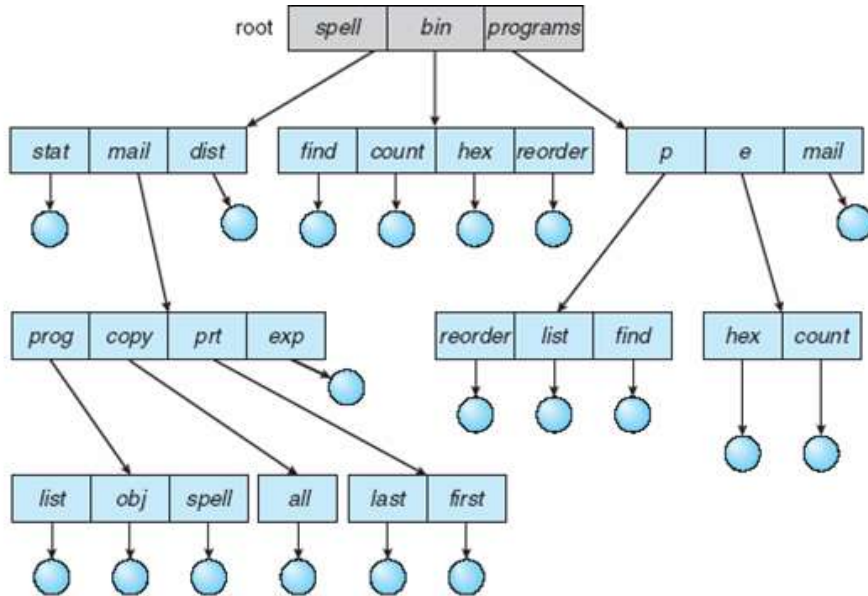 root spell bin programs
stat mail dist find count hex reorder p e mail
prog copy prt exp reorder list find hex count
list obj spell all last first